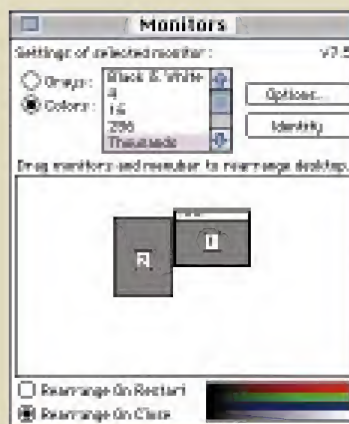 Monitors
Settings of selected monitor: v7.5
Grays:
Colors:
Black & White
4
16
256
Thousands
Options...
Identify
Drag monitors and menubar to rearrange desktop.
1
Rearrange On Restart
Rearrange On Close